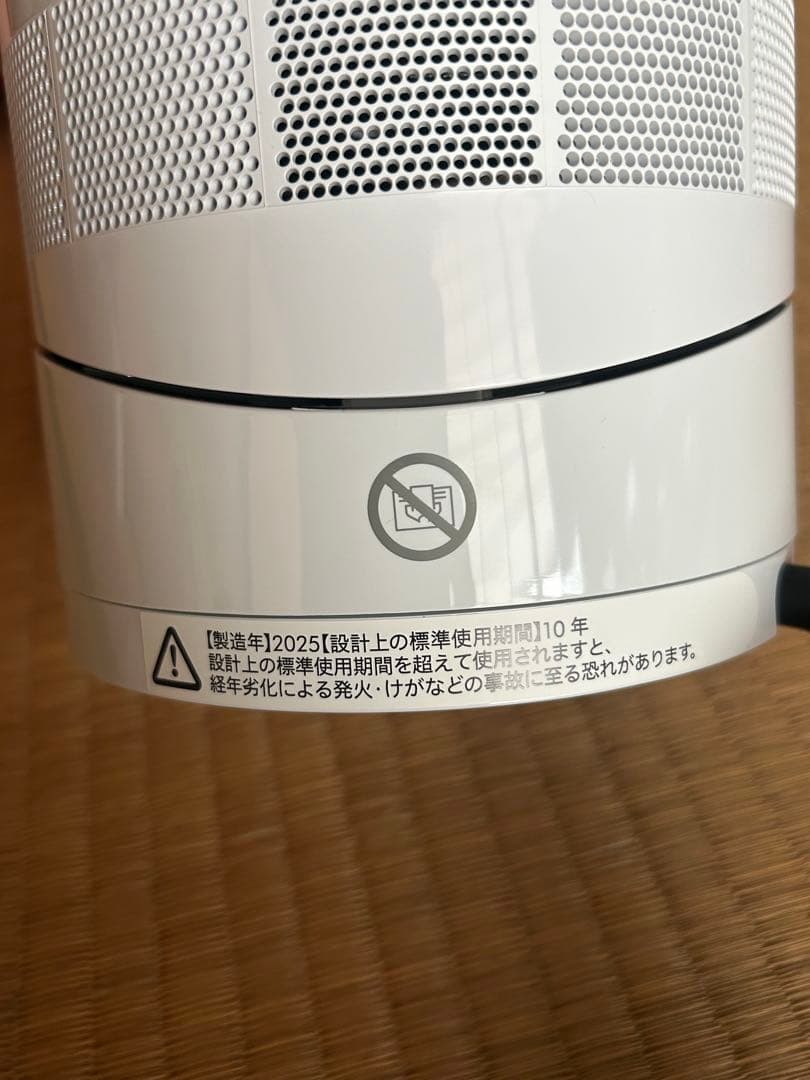 【製造年】2025【設計上の標準使用期間】10 年
設計上の標準使用期間を超えて使用されますと、
経年劣化による発火・けがなどの事故に至る恐れがあります。